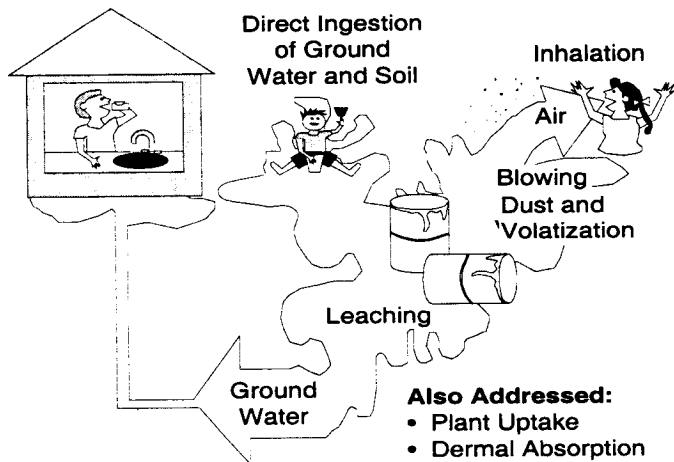 Direct Ingestion
of Ground
Water and Soil
Inhalation
Air
Blowing
Dust and
Volatization
Leaching
Ground
Water
Also Addressed:
• Plant Uptake
• Dermal Absorption